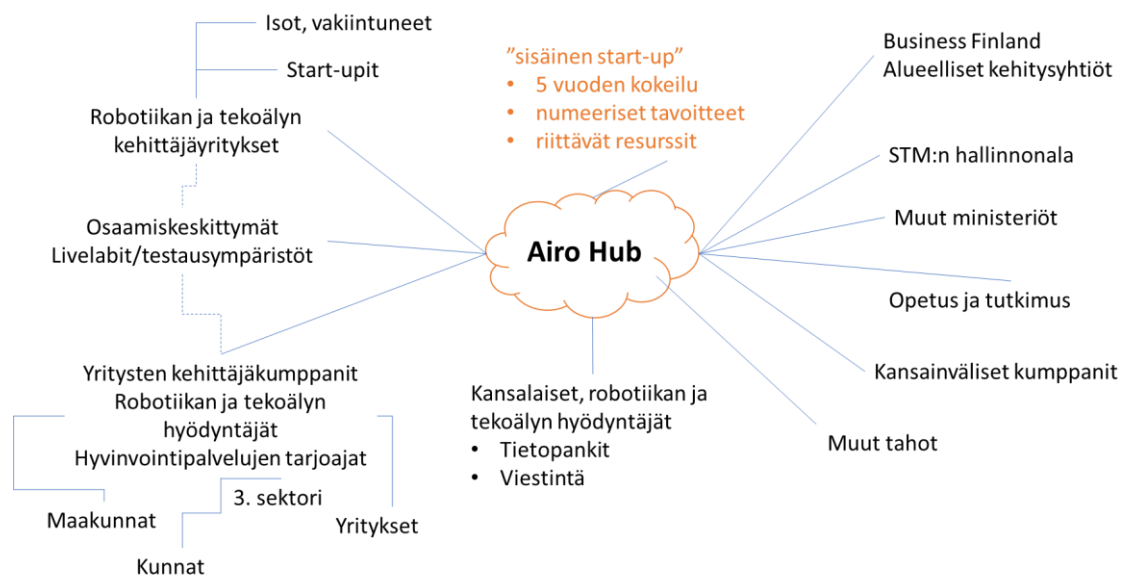 Isot, vakiintuneet
Start-upit
Robotiikan ja tekoälyn
kehittäjäyritykset
Osaamiskeskittymät
Livelabit/testausympäristöt
Yritysten kehittäjäkumppanit
Robotiikan ja tekoälyn
hyödyntäjät
Hyvinvointipalvelujen tarjoajat
3. sektori
Maakunnat
Yritykset
Kunnat
”sisäinen start-up”
• 5 vuoden kokeilu
• numeeriset tavoitteet
• riittävät resurssit
Airo Hub
Kansalaiset, robotiikan ja
tekoälyn hyödyntäjät
• Tietopankit
• Viestintä
Business Finland
Alueelliset kehitysyhtiöt
STM:n hallinnonala
Muut ministeriöt
Opetus ja tutkimus
Kansainväliset kumppanit
Muut tahot